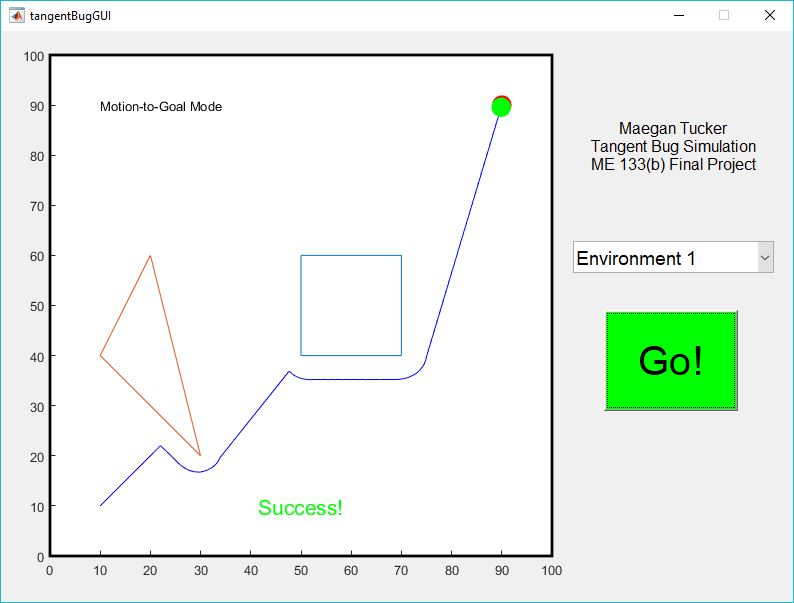 tangentBugGUI
100
90
80
70
60
50
40
30
20
10
0
Motion-to-Goal Mode
Success!
0 10 20 30 40 50 60 70 80 90 100
Maegan Tucker
Tangent Bug Simulation
ME 133(b) Final Project
Environment 1
Go!